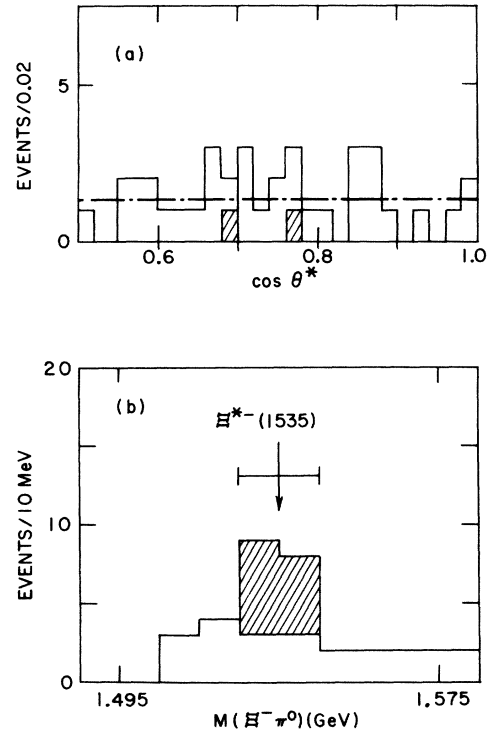 (a)
EVENTS/0.02
5
0
0.6
0.8
1.0
cos θ*
(b)
Ξ*⁻(1535)
EVENTS/10 MeV
20
10
0
1.495
1.575
M(Ξ⁻π⁰)(GeV)